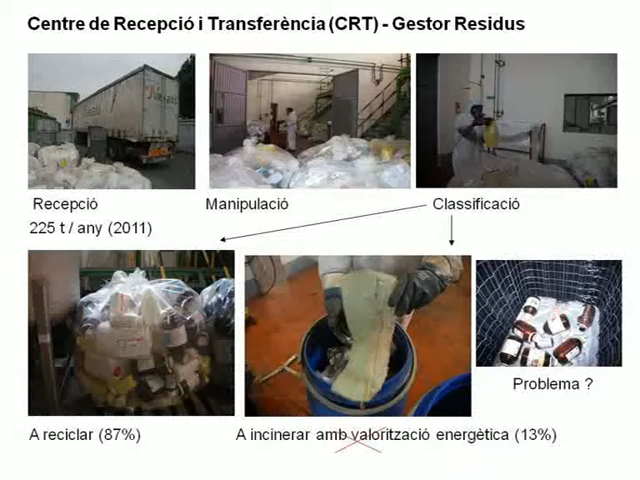 Centre de Recepció i Transferència (CRT) - Gestor Residus
Recepció
Manipulació
Classificació
225 t / any (2011)
Problema ?
A reciclar (87%)
A incinerar amb valorització energètica (13%)